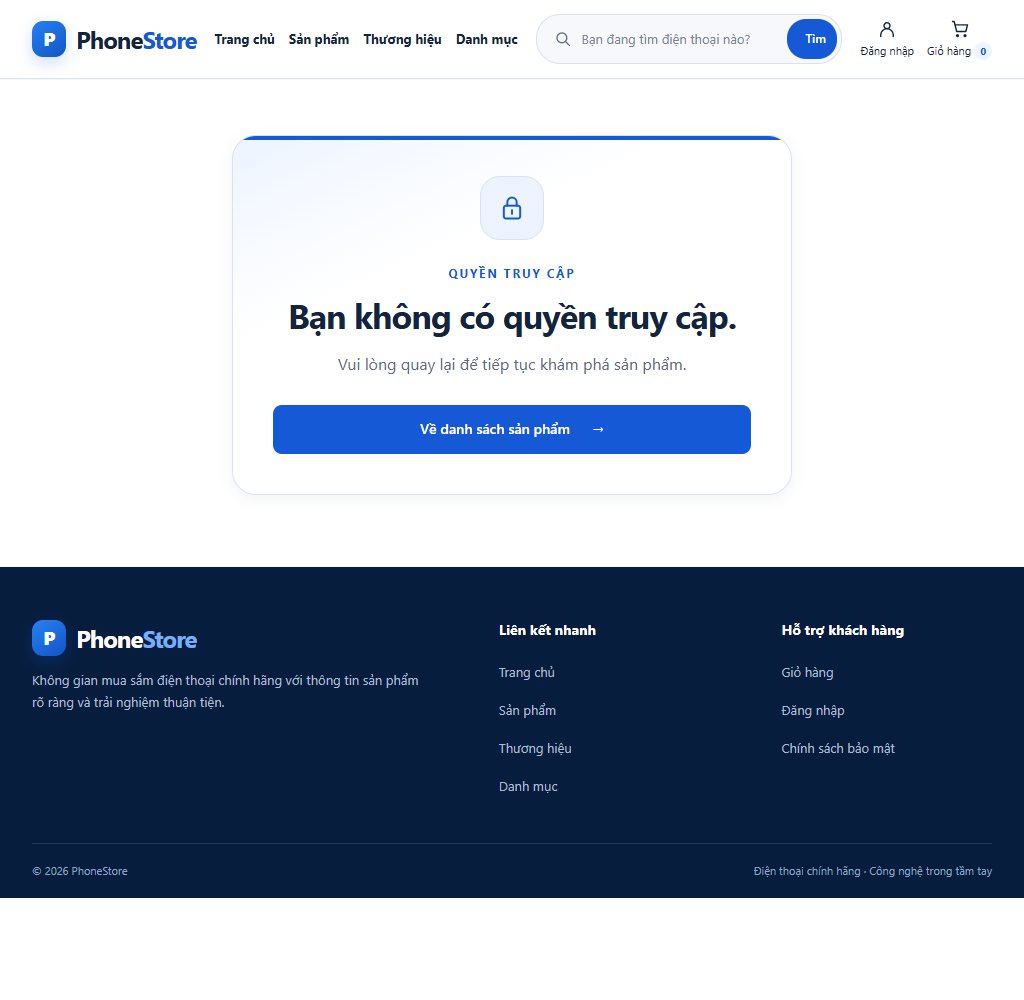 P PhoneStore Trang chủ Sản phẩm Thương hiệu Danh mục Bạn đang tìm điện thoại nào? Tìm Đăng nhập Giỏ hàng 0
QUYỀN TRUY CẬP
Bạn không có quyền truy cập.
Vui lòng quay lại để tiếp tục khám phá sản phẩm.
Về danh sách sản phẩm →
P PhoneStore
Không gian mua sắm điện thoại chính hãng với thông tin sản phẩm
rõ ràng và trải nghiệm thuận tiện.
Liên kết nhanh
Trang chủ
Sản phẩm
Thương hiệu
Danh mục
Hỗ trợ khách hàng
Giỏ hàng
Đăng nhập
Chính sách bảo mật
© 2026 PhoneStore
Điện thoại chính hãng · Công nghệ trong tầm tay